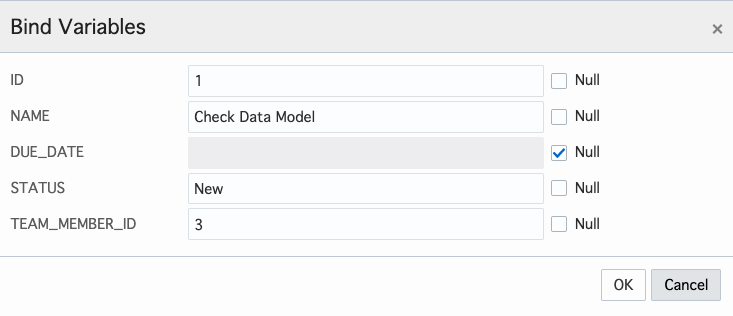 Bind Variables ×
ID 1 Null
NAME Check Data Model Null
DUE_DATE Null
STATUS New Null
TEAM_MEMBER_ID 3 Null
OK Cancel